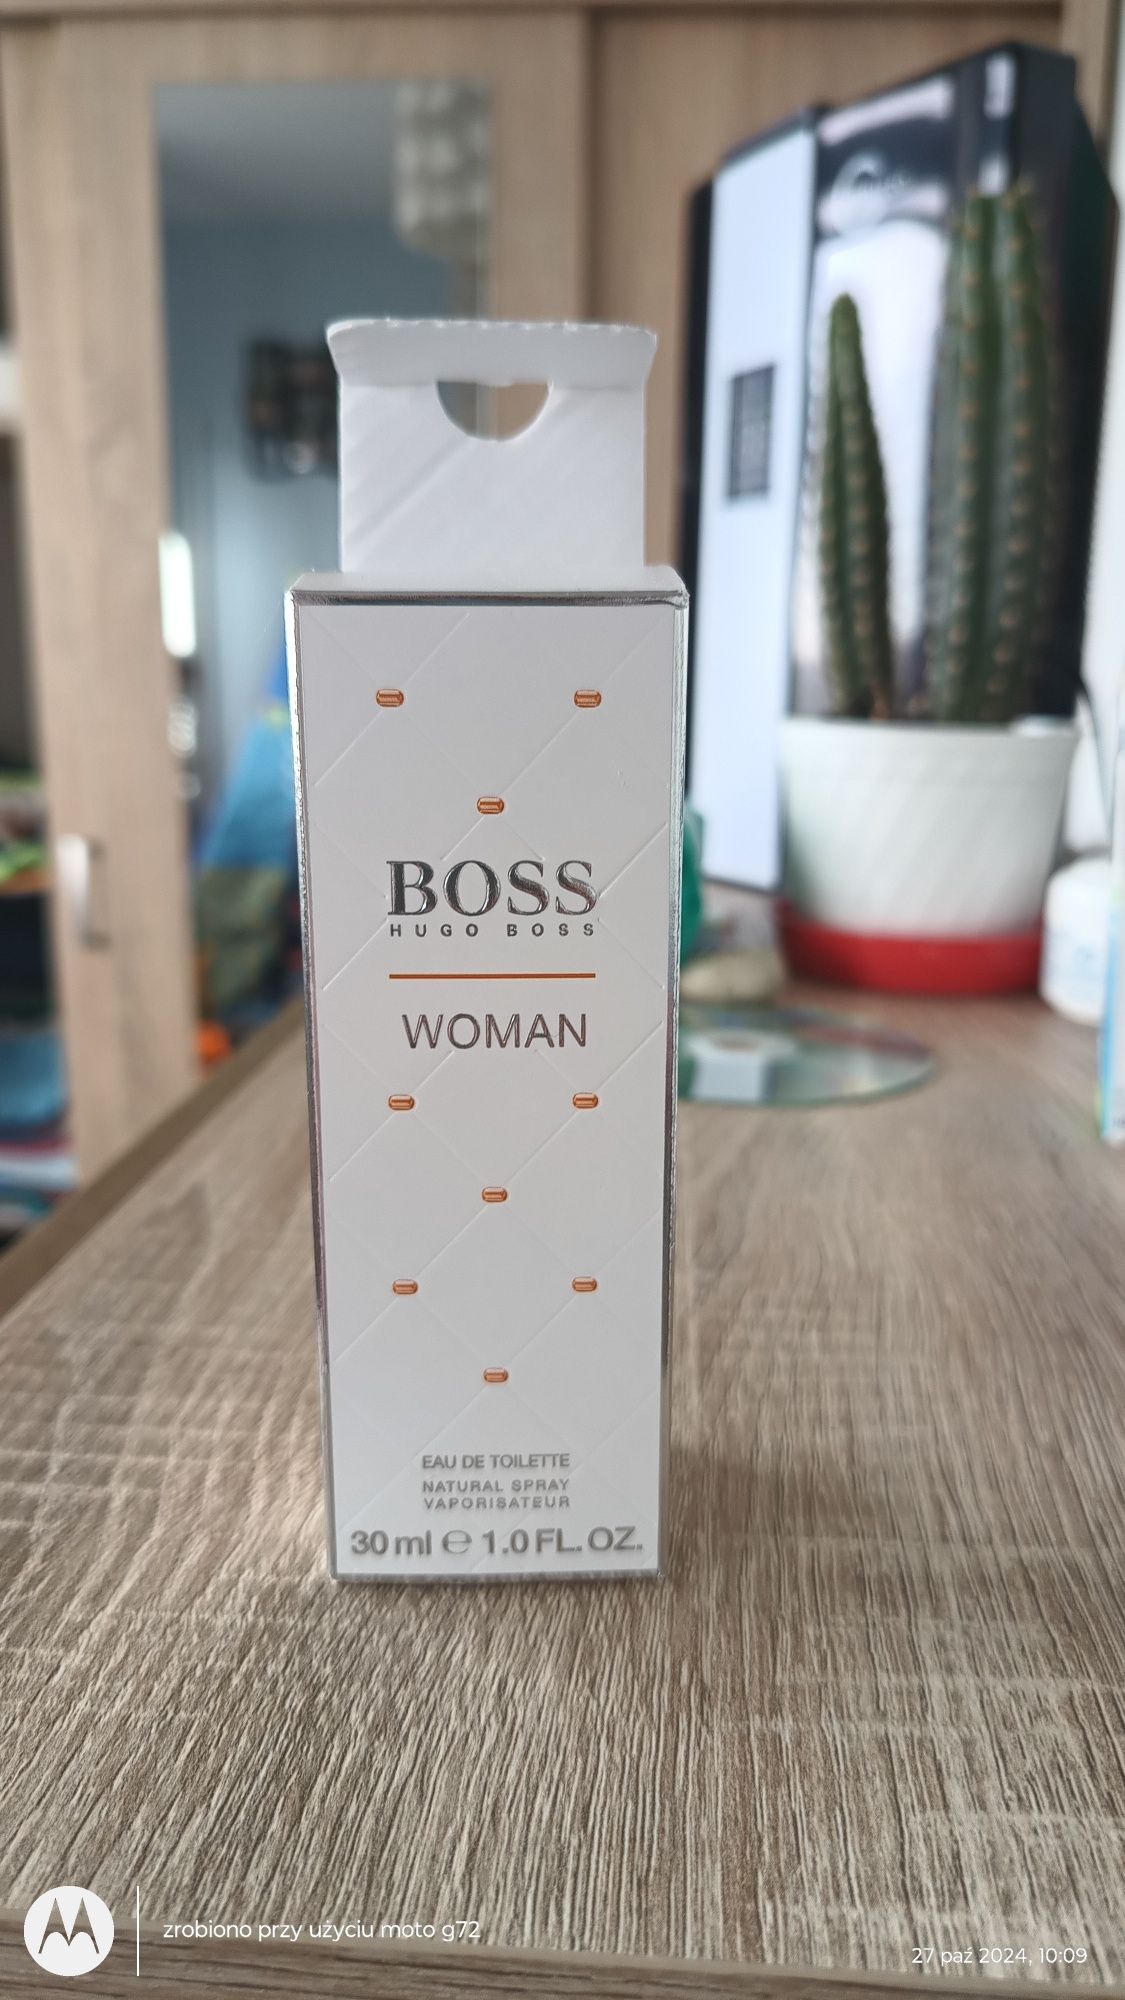 BOSS
HUGO BOSS
WOMAN
EAU DE TOILETTE
NATURAL SPRAY
VAPORISATEUR
30 ml ℮ 1.0 FL. OZ.
zrobiono przy użyciu moto g72
27 paź 2024, 10:09